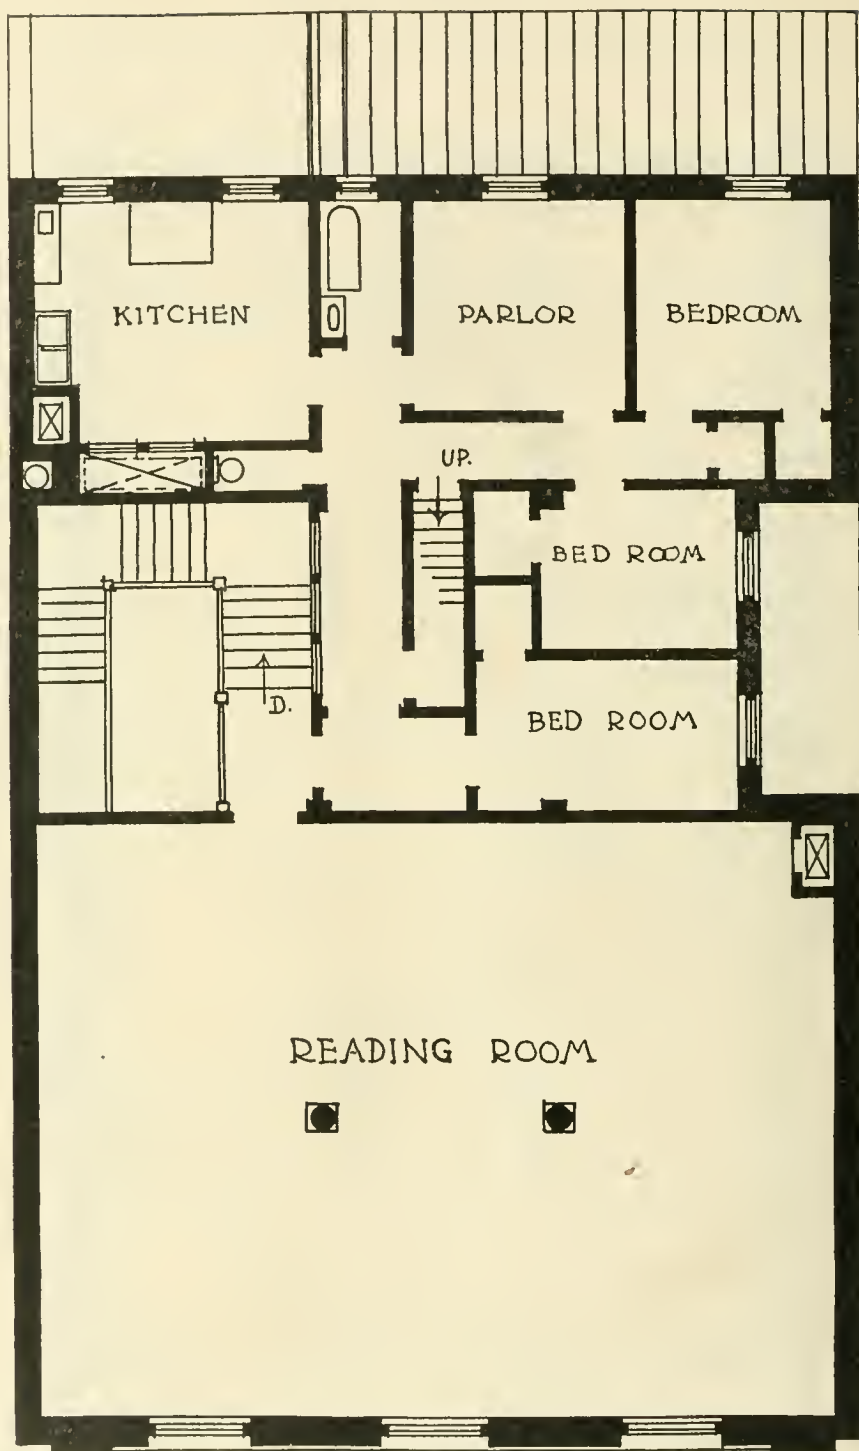 KITCHEN
PARLOR
BEDROOM
UP.
BED ROOM
D.
BED ROOM
READING ROOM